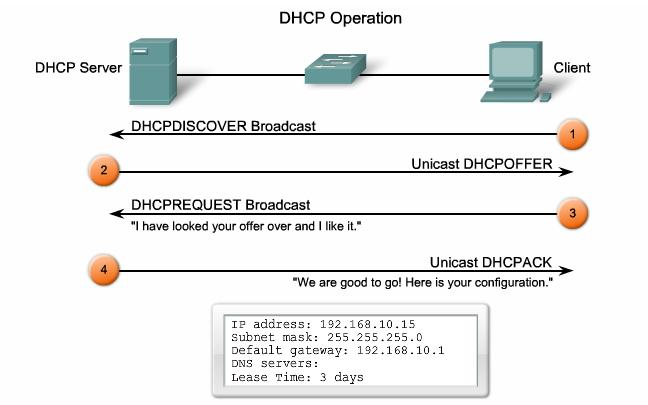 DHCP Operation
DHCP Server
Client
DHCPDISCOVER Broadcast
1
2
Unicast DHCPOFFER
DHCPREQUEST Broadcast
3
"I have looked your offer over and I like it."
4
Unicast DHCPACK
"We are good to go! Here is your configuration."
IP address: 192.168.10.15
Subnet mask: 255.255.255.0
Default gateway: 192.168.10.1
DNS servers:
Lease Time: 3 days